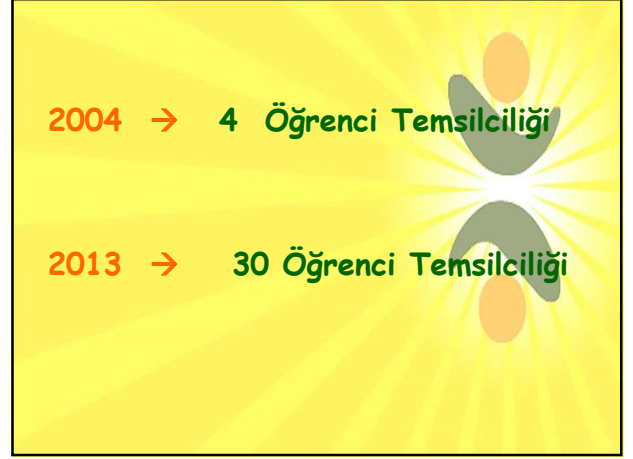 2004 → 4 Öğrenci Temsilciliği
2013 → 30 Öğrenci Temsilciliği